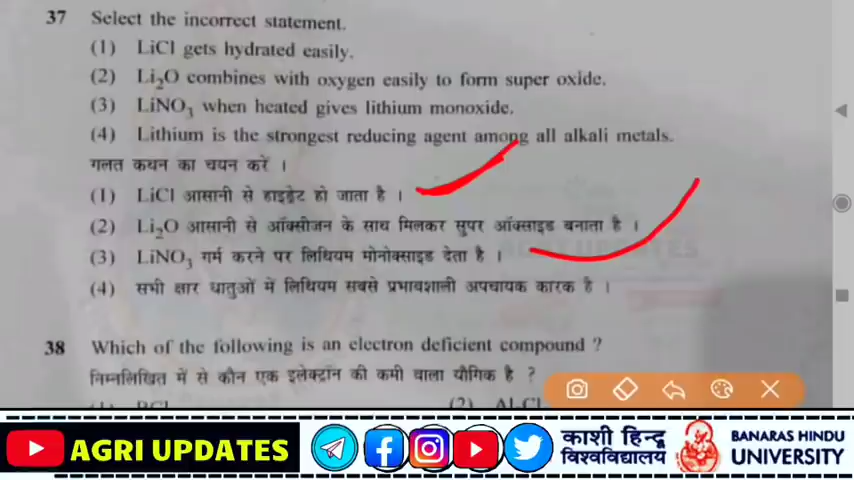 37 Select the incorrect statement.
(1) LiCl gets hydrated easily.
(2) Li₂O combines with oxygen easily to form super oxide.
(3) LiNO₃ when heated gives lithium monoxide.
(4) Lithium is the strongest reducing agent among all alkali metals.
गलत कथन का चयन करें ।
(1) LiCl आसानी से हाइड्रेट हो जाता है ।
(2) Li₂O आसानी से ऑक्सीजन के साथ मिलकर सुपर ऑक्साइड बनाता है ।
(3) LiNO₃ गर्म करने पर लिथियम मोनोक्साइड देता है ।
(4) सभी क्षार धातुओं में लिथियम सबसे प्रभावशाली अपचायक कारक है ।
38 Which of the following is an electron deficient compound ?
निम्नलिखित में से कौन एक इलेक्ट्रॉन की कमी वाला यौगिक है ?
AGRI UPDATES
काशी हिन्दू विश्वविद्यालय
BANARAS HINDU UNIVERSITY